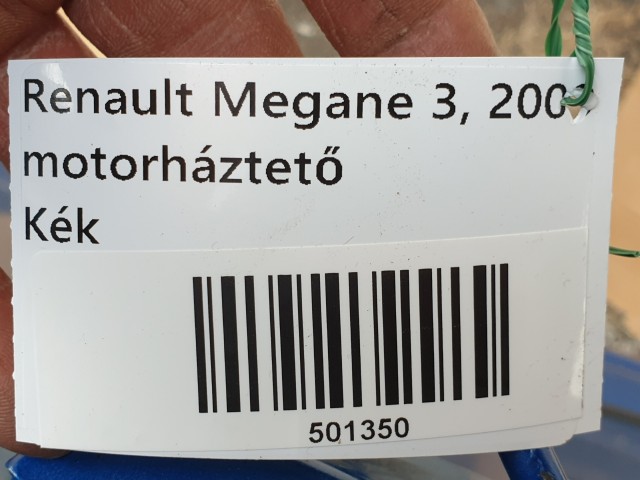 Renault Megane 3,
motorháztető
Kék
501350